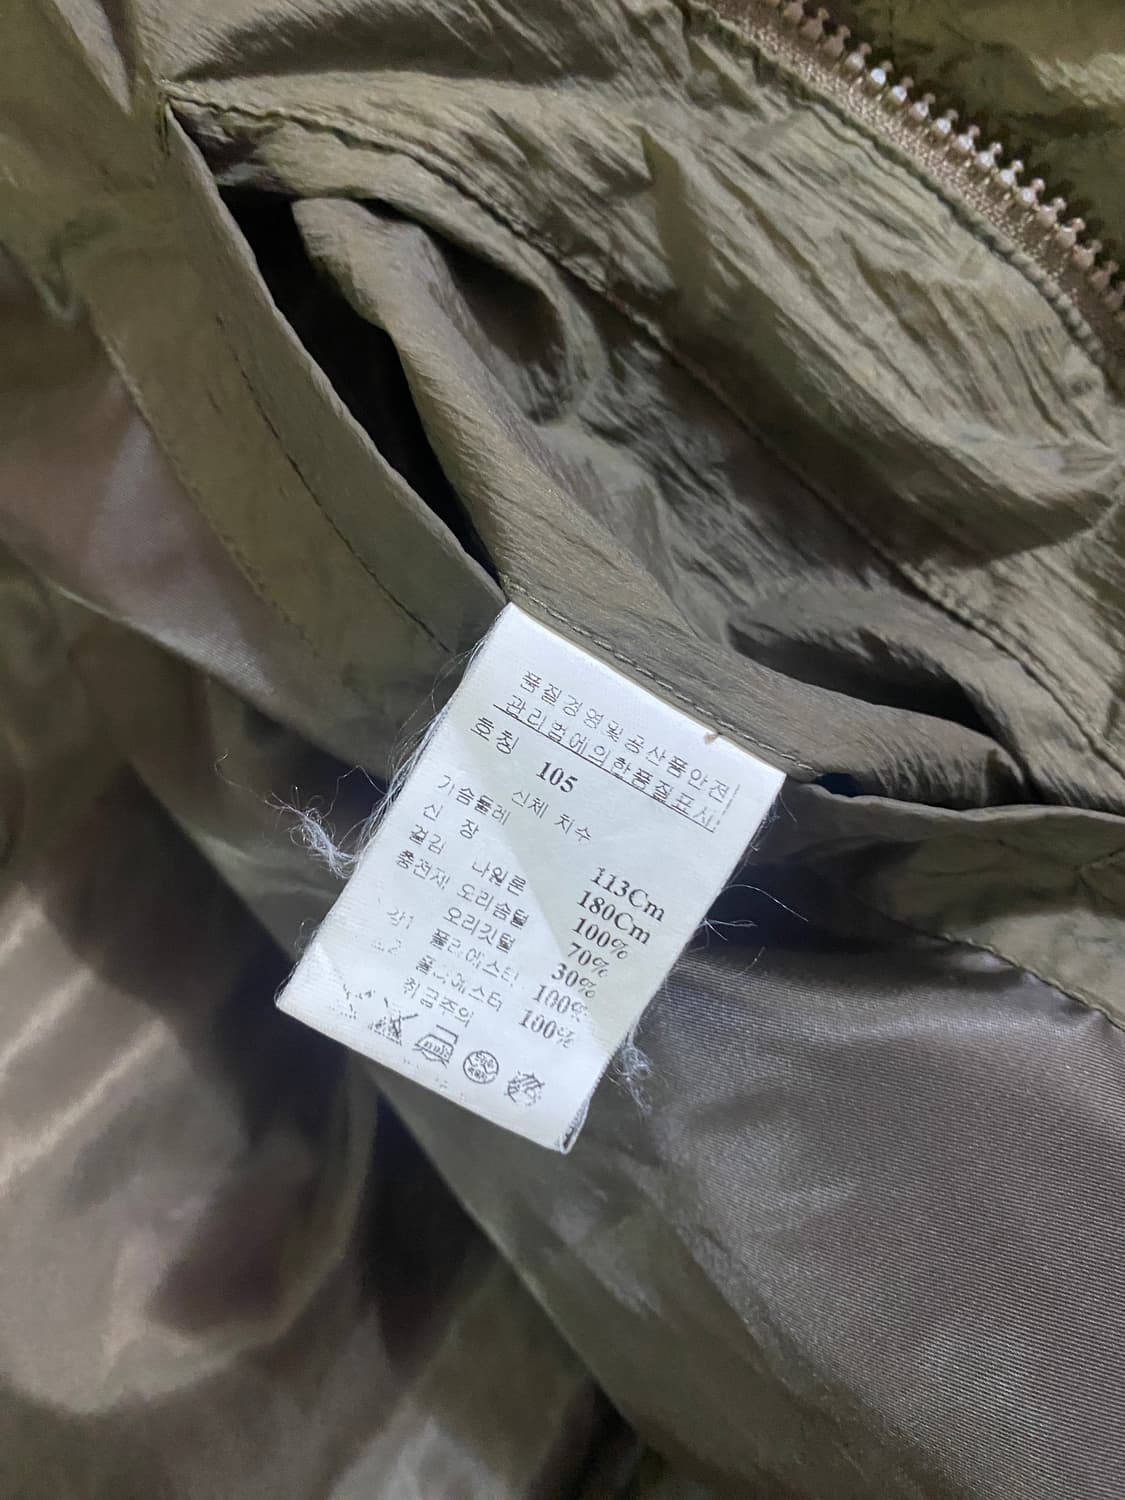 품질경영및공산품안전
관리법에의한품질표시
호칭 105
신체 치수
가슴둘레 113Cm
신 장 180Cm
겉감 나일론 100%
충전재 오리솜털 70%
오리깃털 30%
폴리에스터 100%
폴리에스터 100%
취급주의